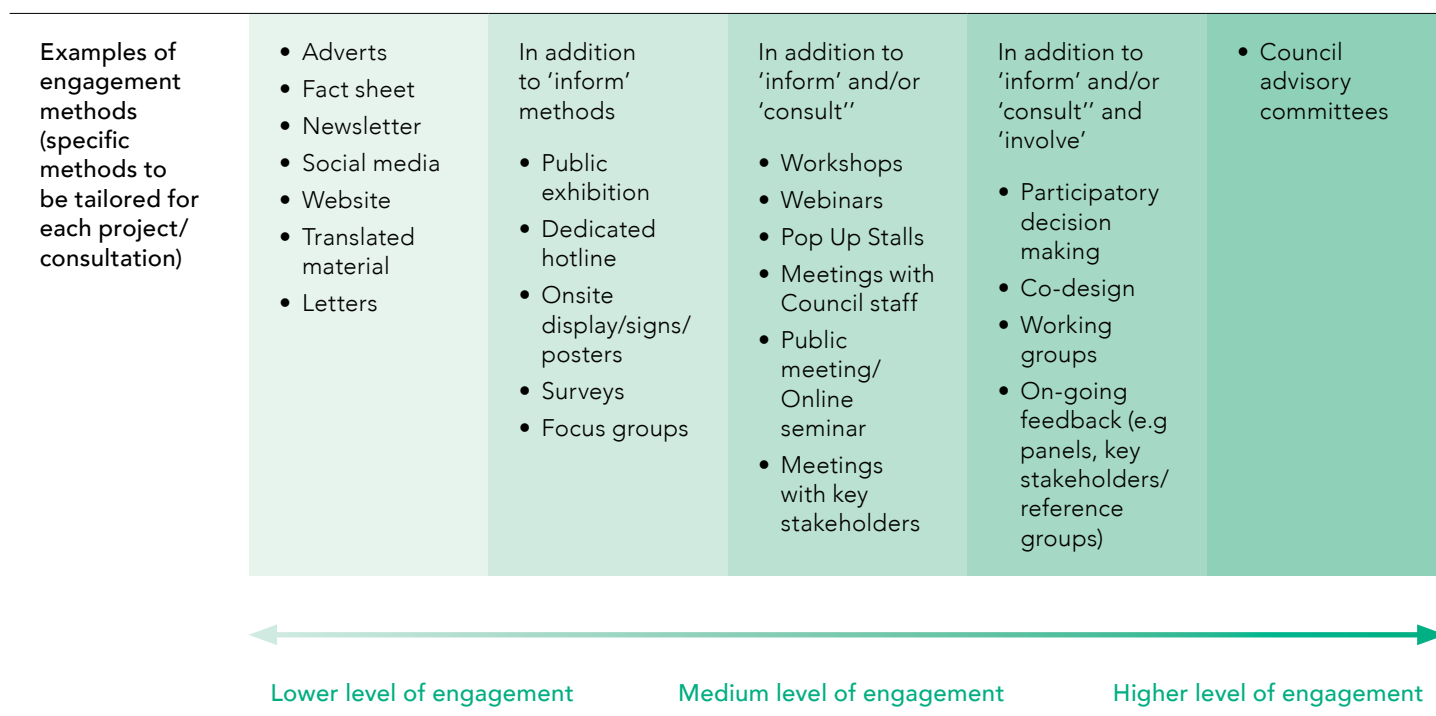 Examples of
engagement
methods
(specific
methods to
be tailored for
each project/
consultation)
• Adverts
• Fact sheet
• Newsletter
• Social media
• Website
• Translated
material
• Letters
In addition
to ‘inform’
methods
• Public
exhibition
• Dedicated
hotline
• Onsite
display/signs/
posters
• Surveys
• Focus groups
In addition to
‘inform’ and/or
‘consult’’
• Workshops
• Webinars
• Pop Up Stalls
• Meetings with
Council staff
• Public
meeting/
Online
seminar
• Meetings
with key
stakeholders
In addition to
‘inform’ and/or
‘consult’’ and
‘involve’
• Participatory
decision
making
• Co-design
• Working
groups
• On-going
feedback (e.g
panels, key
stakeholders/
reference
groups)
• Council
advisory
committees
Lower level of engagement
Medium level of engagement
Higher level of engagement